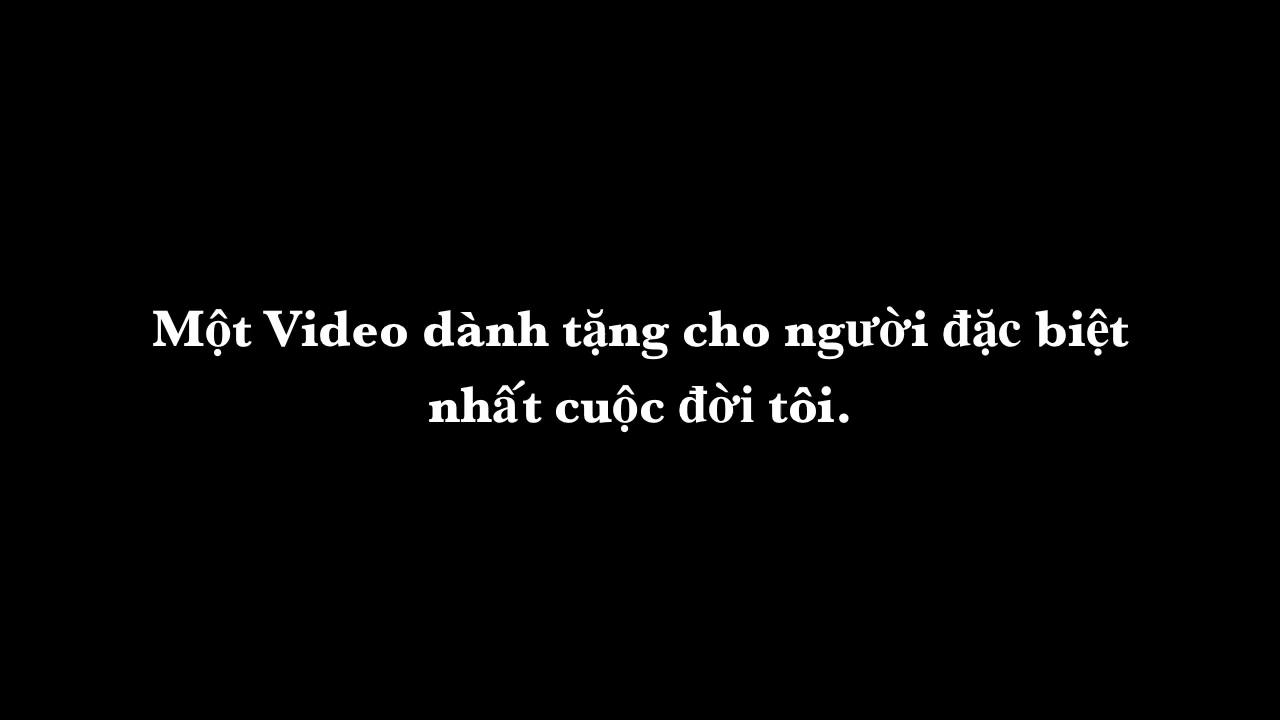 Một Video dành tặng cho người đặc biệt
nhất cuộc đời tôi.